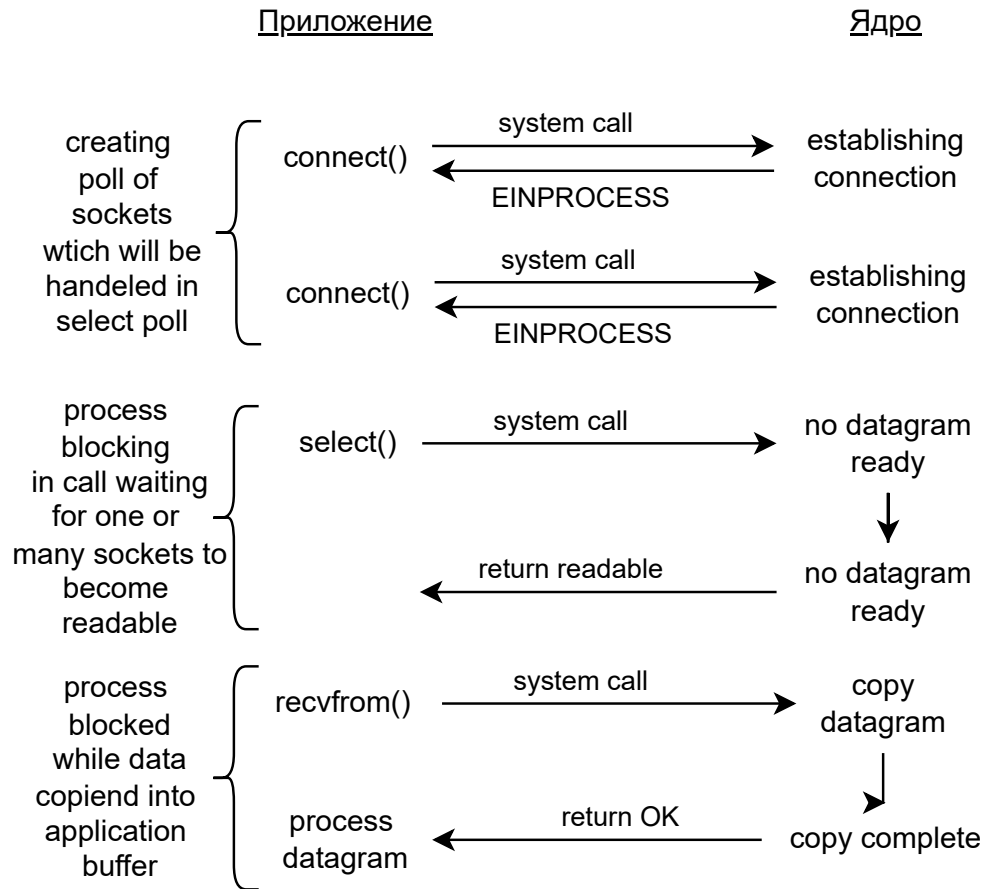 Приложение
Ядро
creating
poll of
sockets
wtich will be
handeled in
select poll
connect()
system call
EINPROCESS
establishing
connection
connect()
system call
EINPROCESS
establishing
connection
process
blocking
in call waiting
for one or
many sockets to
become
readable
select()
system call
no datagram
ready
return readable
no datagram
ready
process
blocked
while data
copiend into
application
buffer
recvfrom()
system call
copy
datagram
process
datagram
return OK
copy complete